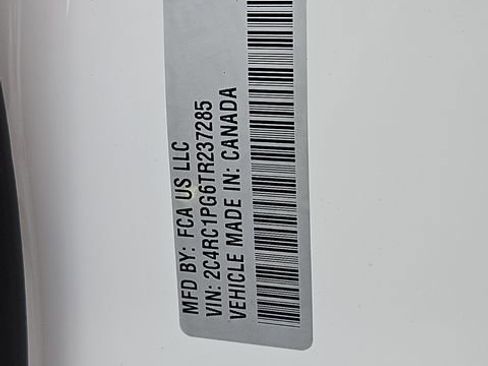 MFD BY: FCA US LLC
VIN: 2C4RC1PG6TR237285
VEHICLE MADE IN: CANADA